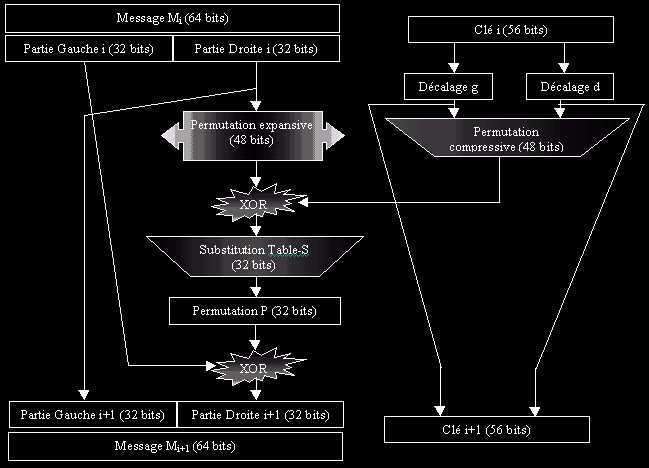 Message Mi (64 bits)
Partie Gauche i (32 bits)
Partie Droite i (32 bits)
Clé i (56 bits)
Décalage g
Décalage d
Permutation expansive
(48 bits)
Permutation
compressive (48 bits)
XOR
Substitution Table-S
(32 bits)
Permutation P (32 bits)
XOR
Partie Gauche i+1 (32 bits)
Partie Droite i+1 (32 bits)
Clé i+1 (56 bits)
Message Mi+1 (64 bits)